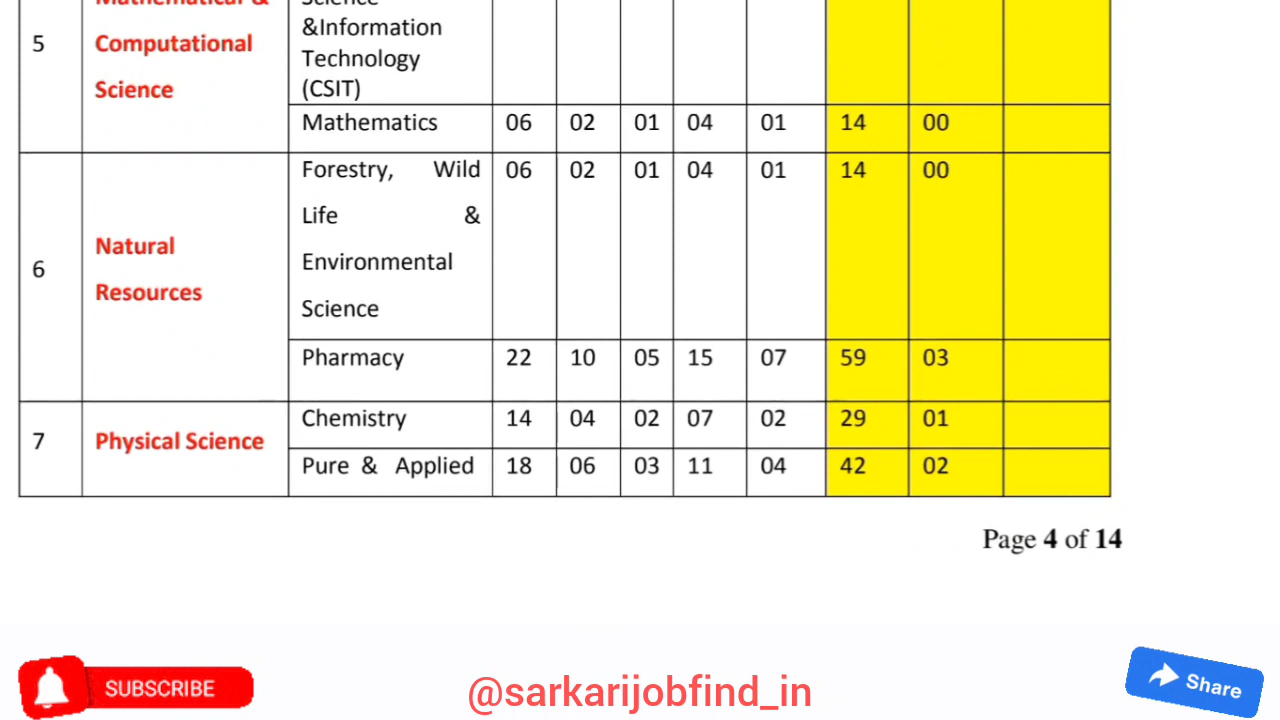 Mathematical &
5 Computational
Science
Science
&Information
Technology
(CSIT)
Mathematics 06 02 01 04 01 14 00
6 Natural
Resources
Forestry, Wild 06 02 01 04 01 14 00
Life &
Environmental
Science
Pharmacy 22 10 05 15 07 59 03
7 Physical Science
Chemistry 14 04 02 07 02 29 01
Pure & Applied 18 06 03 11 04 42 02
Page 4 of 14
SUBSCRIBE
@sarkarijobfind_in
Share